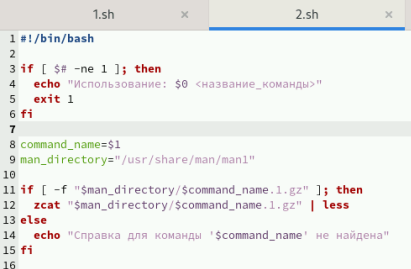 1.sh × 2.sh ×
1 #!/bin/bash
2
3 if [ $# -ne 1 ]; then
4   echo "Использование: $0 <название_команды>"
5   exit 1
6 fi
7
8 command_name=$1
9 man_directory="/usr/share/man/man1"
10
11 if [ -f "$man_directory/$command_name.1.gz" ]; then
12   zcat "$man_directory/$command_name.1.gz" | less
13 else
14   echo "Справка для команды '$command_name' не найдена"
15 fi
16